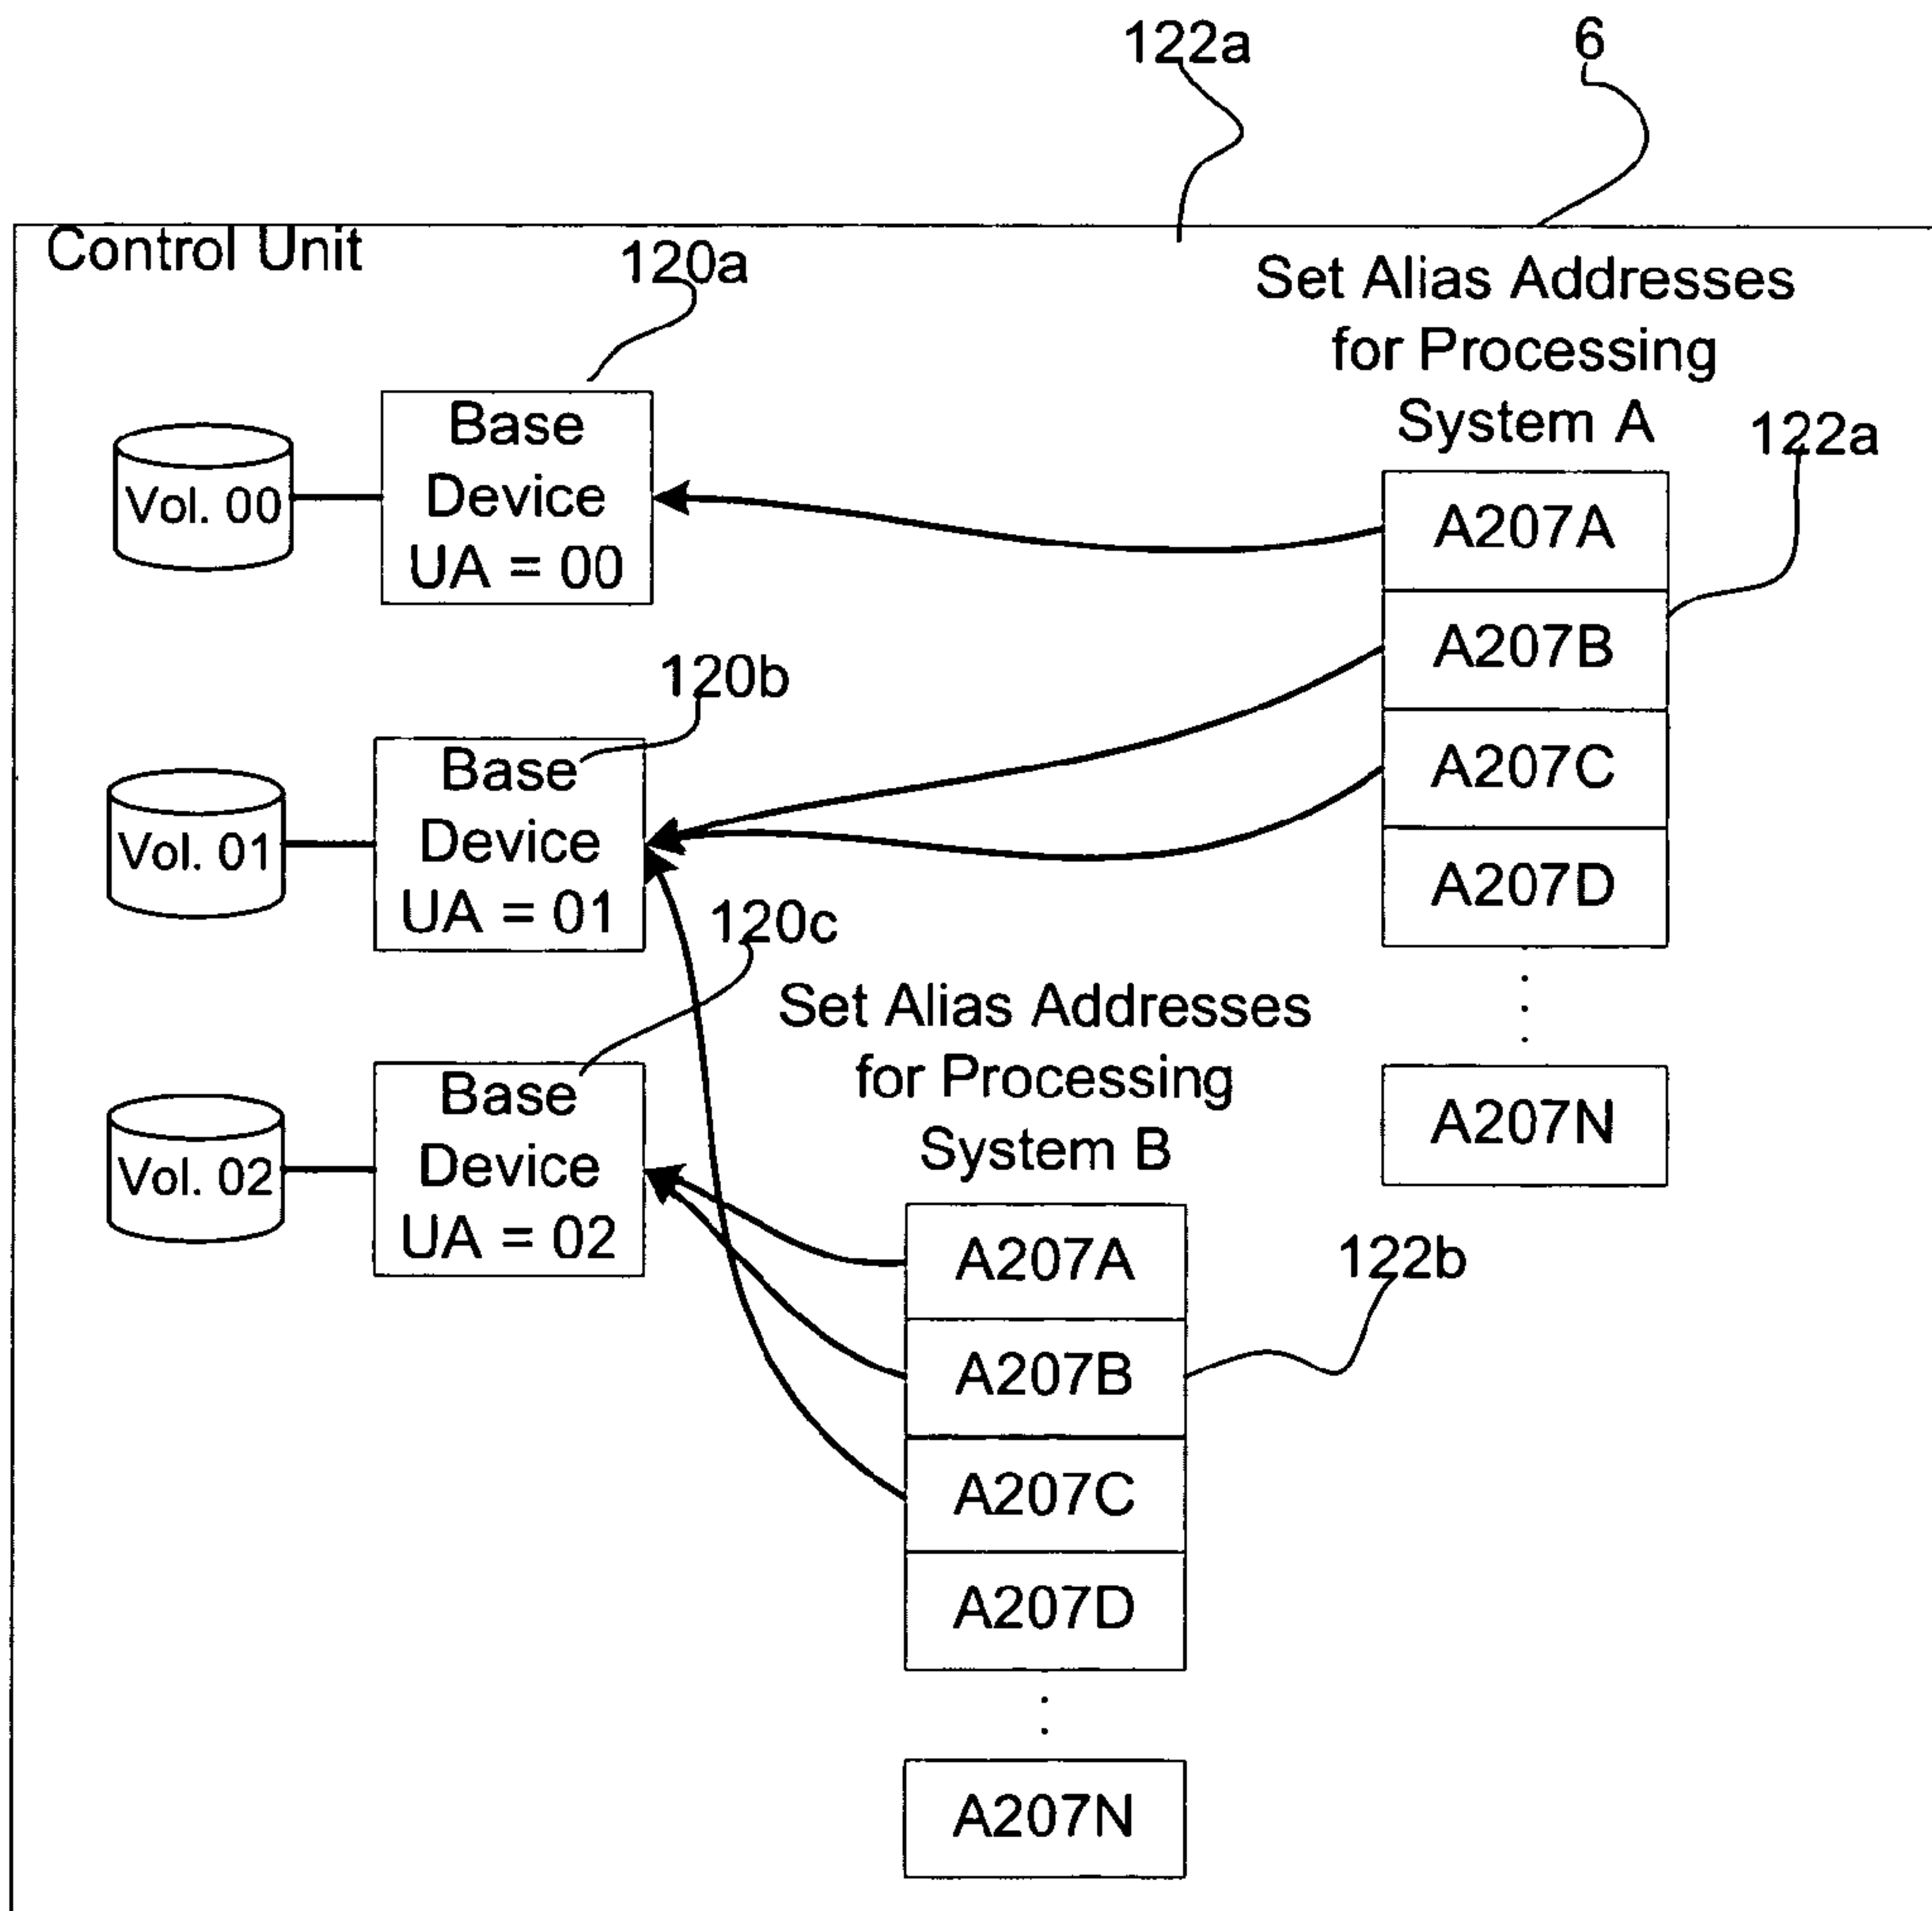 122a
6
Control Unit
120a
Set Alias Addresses
for Processing
System A
122a
Base
Device
UA = 00
Vol. 00
A207A
A207B
A207C
A207D
A207N
120b
Base
Device
UA = 01
Vol. 01
120c
Set Alias Addresses
for Processing
System B
Base
Device
UA = 02
Vol. 02
A207A
A207B
A207C
A207D
A207N
122b